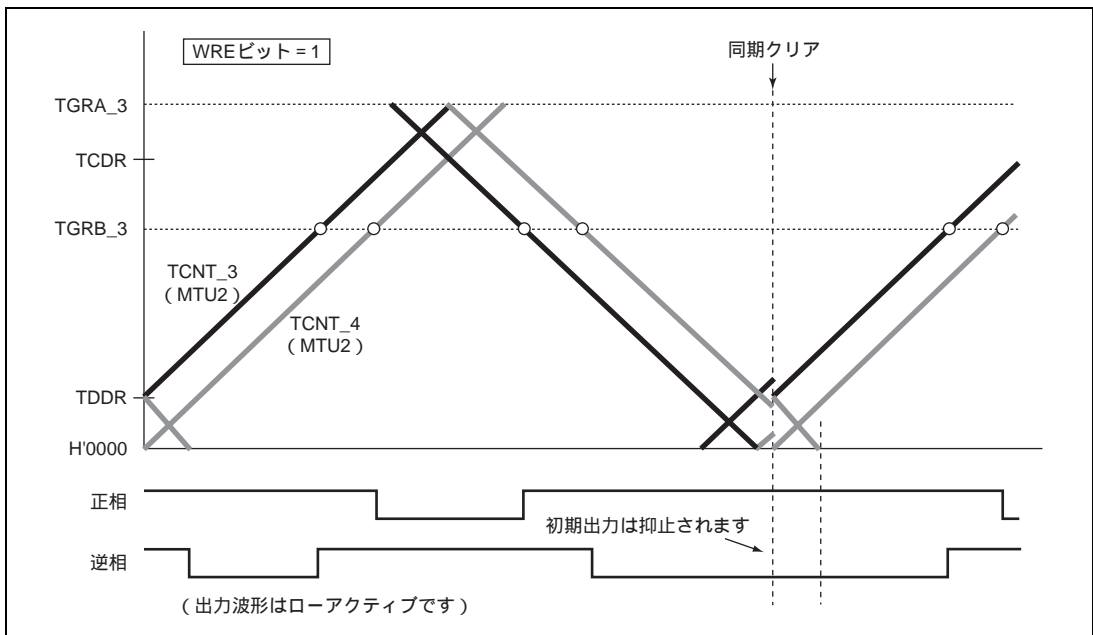 WREビット = 1
同期クリア
TGRA_3
TCDR
TGRB_3
TCNT_3
(MTU2)
TCNT_4
(MTU2)
TDDR
H'0000
正相
初期出力は抑止されます
逆相
(出力波形はローアクティブです)